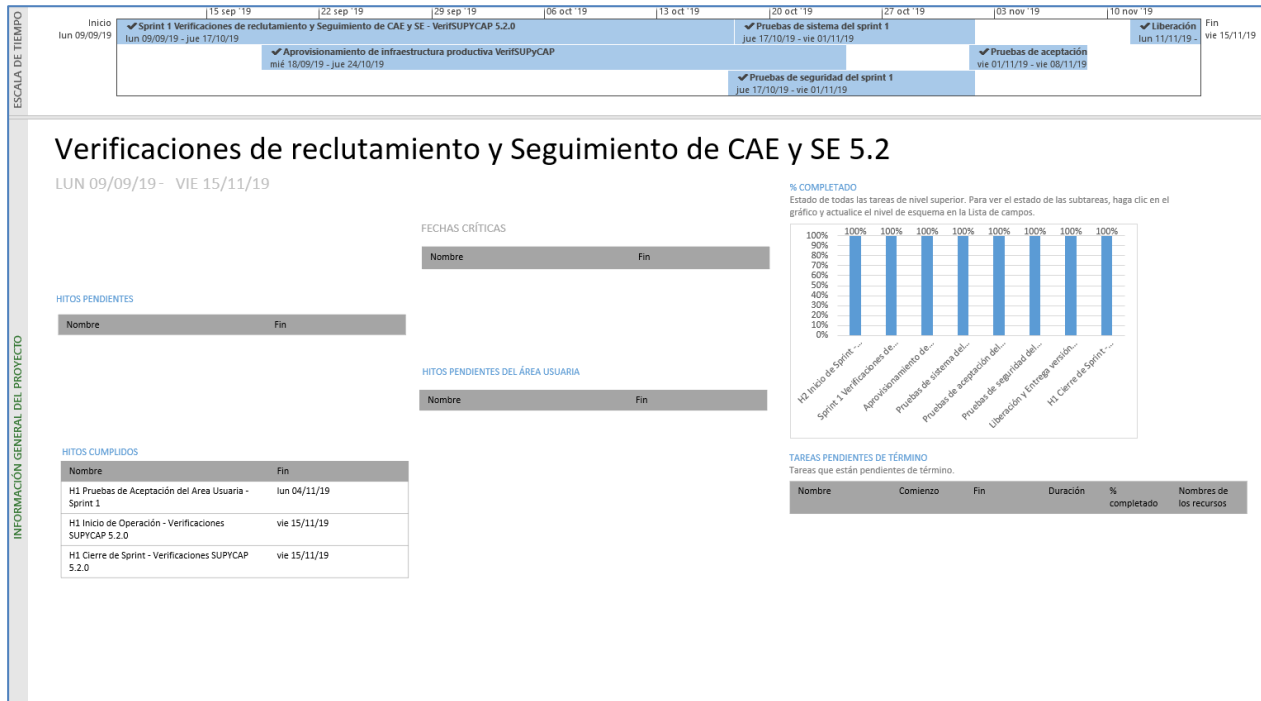 ESCALA DE TIEMPO
15 sep '19 22 sep '19 29 sep '19 06 oct '19 13 oct '19 20 oct '19 27 oct '19 03 nov '19 10 nov '19
Inicio
lun 09/09/19
Sprint 1 Verificaciones de reclutamiento y Seguimiento de CAE y SE - VerifSUPYCAP 5.2.0
lun 09/09/19 - jue 17/10/19
Pruebas de sistema del sprint 1
jue 17/10/19 - vie 01/11/19
Liberación
lun 11/11/19 -
Fin
vie 15/11/19
Aprovisionamiento de infraestructura productiva VerifSUPyCAP
mié 18/09/19 - jue 24/10/19
Pruebas de aceptación
vie 01/11/19 - vie 08/11/19
Pruebas de seguridad del sprint 1
jue 17/10/19 - vie 01/11/19
INFORMACIÓN GENERAL DEL PROYECTO
Verificaciones de reclutamiento y Seguimiento de CAE y SE 5.2
LUN 09/09/19 - VIE 15/11/19
HITOS PENDIENTES
Nombre Fin
HITOS CUMPLIDOS
Nombre Fin
H1 Pruebas de Aceptación del Area Usuaria - lun 04/11/19
Sprint 1
H1 Inicio de Operación - Verificaciones vie 15/11/19
SUPYCAP 5.2.0
H1 Cierre de Sprint - Verificaciones SUPYCAP vie 15/11/19
5.2.0
FECHAS CRÍTICAS
Nombre Fin
HITOS PENDIENTES DEL ÁREA USUARIA
Nombre Fin
% COMPLETADO
Estado de todas las tareas de nivel superior. Para ver el estado de las subtareas, haga clic en el
gráfico y actualice el nivel de esquema en la Lista de campos.
100% 100% 100% 100% 100% 100% 100% 100%
100%
90%
80%
70%
60%
50%
40%
30%
20%
10%
0%
H2 Inicio de Sprint -...
Sprint 1 Verificaciones de...
Aprovisionamiento de...
Pruebas de sistema del...
Pruebas de aceptación del...
Pruebas de seguridad del...
Liberación y Entrega versión...
H1 Cierre de Sprint -...
TAREAS PENDIENTES DE TÉRMINO
Tareas que están pendientes de término.
Nombre Comienzo Fin Duración % Nombres de
completado los recursos